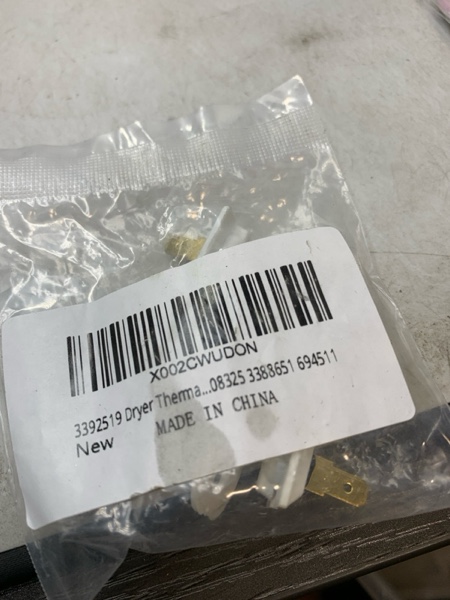 X002CWUDON
3392519 Dryer Therma...08325 3388651 694511
New
MADE IN CHINA